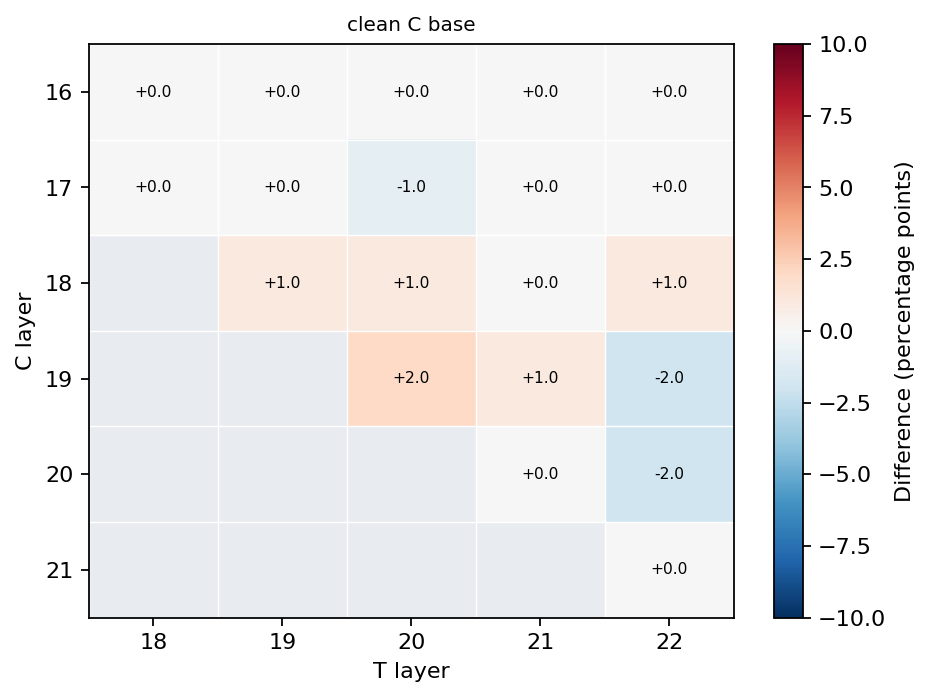 clean C base
10.0
16 +0.0 +0.0 +0.0 +0.0 +0.0
7.5
17 +0.0 +0.0 -1.0 +0.0 +0.0
5.0
18 +1.0 +1.0 +0.0 +1.0
2.5
C layer
0.0
Difference (percentage points)
19 +2.0 +1.0 -2.0
−2.5
20 +0.0 -2.0
−5.0
21 +0.0
−7.5
−10.0
18 19 20 21 22
T layer